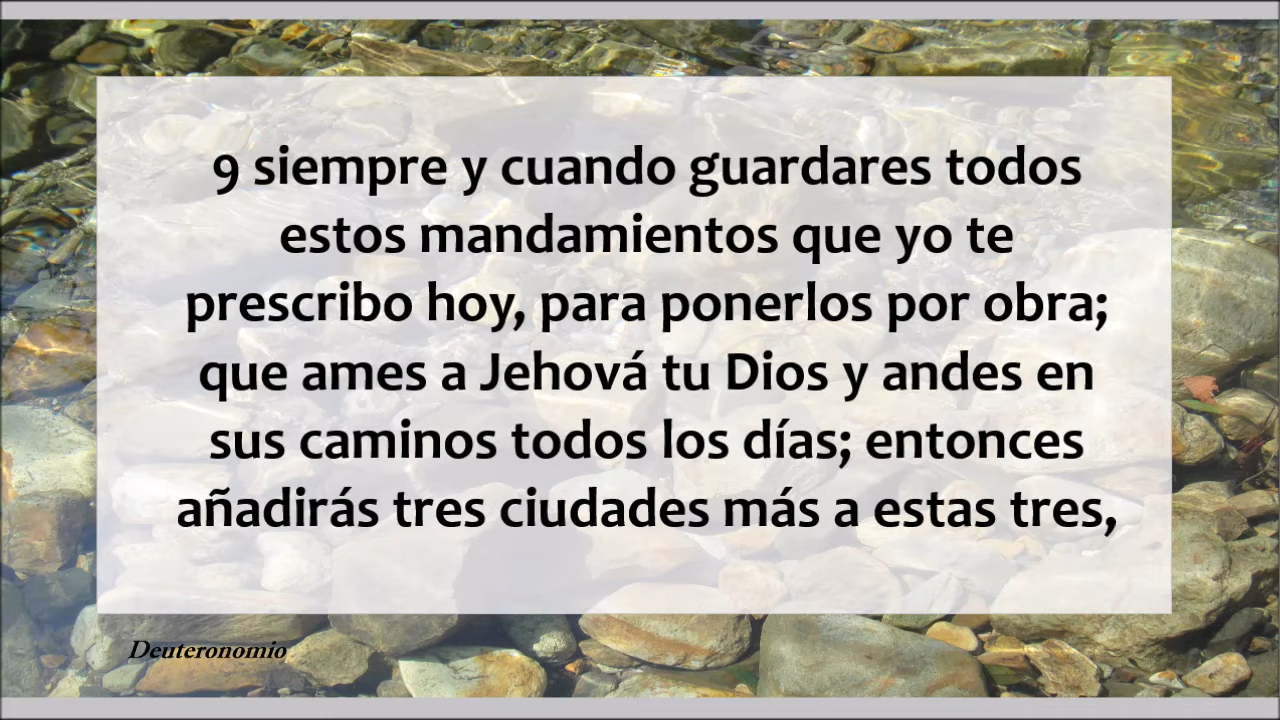 9 siempre y cuando guardares todos
estos mandamientos que yo te
prescribo hoy, para ponerlos por obra;
que ames a Jehová tu Dios y andes en
sus caminos todos los días; entonces
añadirás tres ciudades más a estas tres,
Deuteronomio